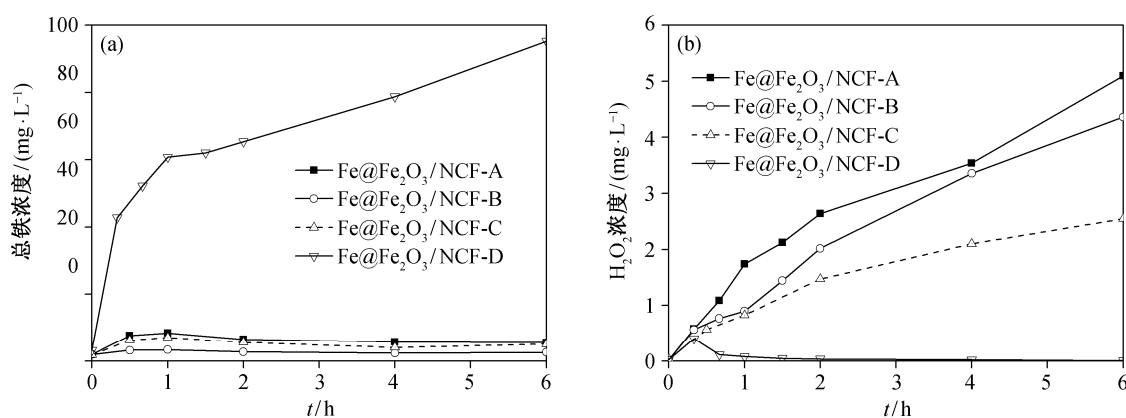 (a)
100
80
60
40
20
0
总铁浓度/(mg·L⁻¹)
Fe@Fe₂O₃/NCF-A
Fe@Fe₂O₃/NCF-B
Fe@Fe₂O₃/NCF-C
Fe@Fe₂O₃/NCF-D
0 1 2 3 4 5 6
t/h
(b)
6
5
4
3
2
1
0
H₂O₂浓度/(mg·L⁻¹)
Fe@Fe₂O₃/NCF-A
Fe@Fe₂O₃/NCF-B
Fe@Fe₂O₃/NCF-C
Fe@Fe₂O₃/NCF-D
0 1 2 3 4 5 6
t/h